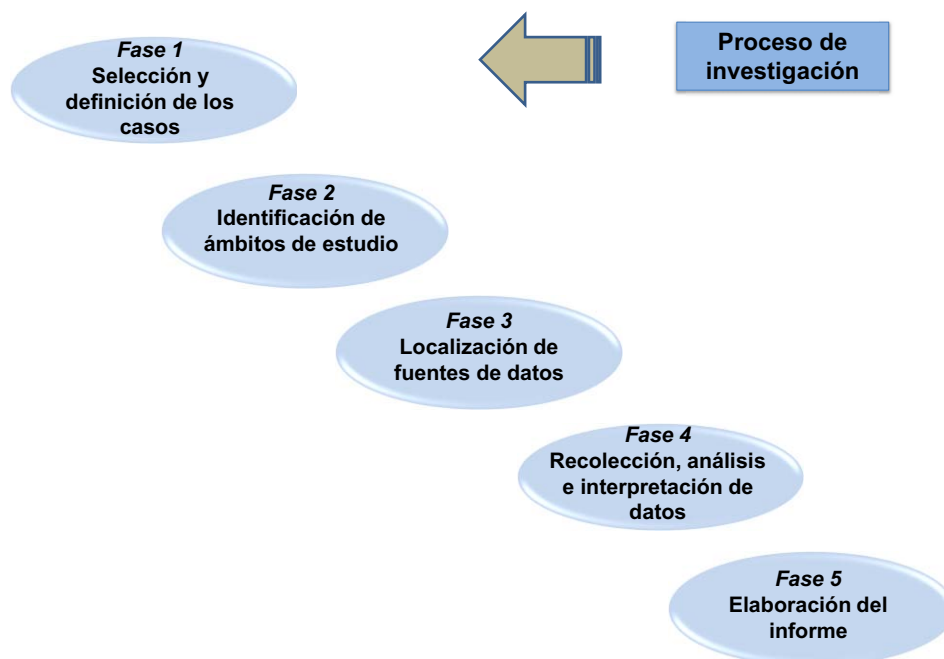 Fase 1
Selección y
definición de los
casos
Proceso de
investigación
Fase 2
Identificación de
ámbitos de estudio
Fase 3
Localización de
fuentes de datos
Fase 4
Recolección, análisis
e interpretación de
datos
Fase 5
Elaboración del
informe